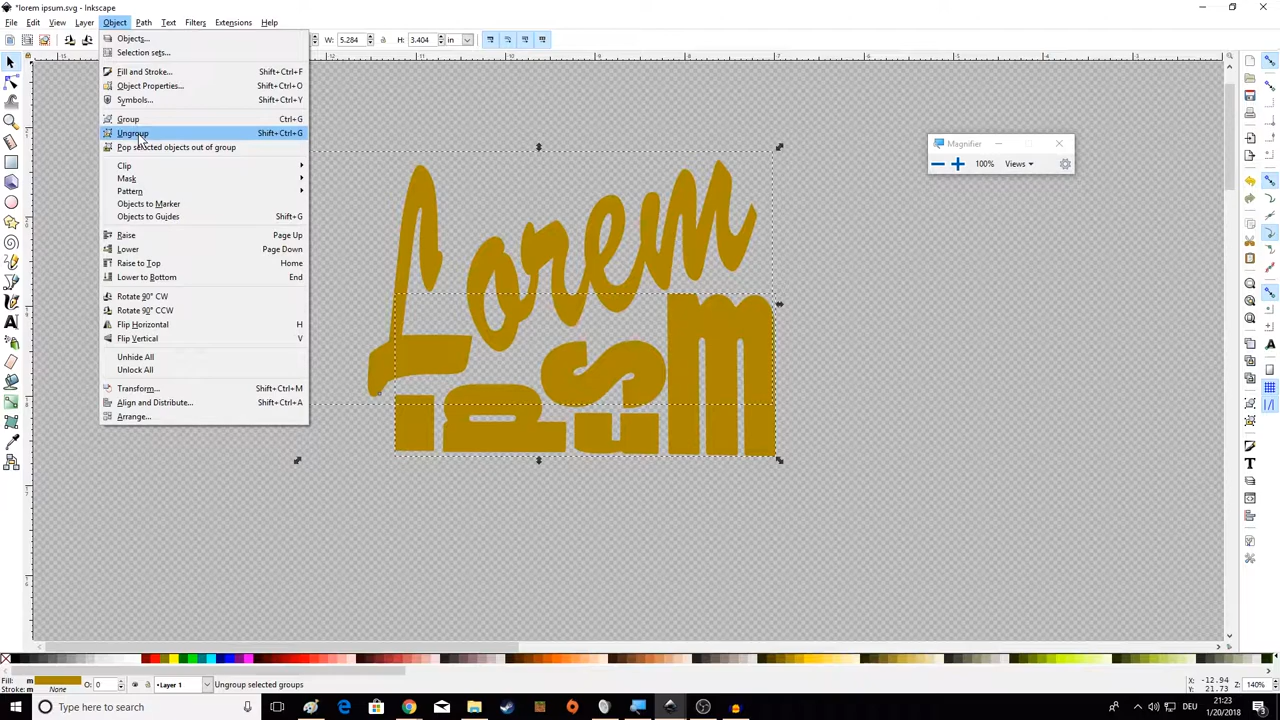 *lorem ipsum.svg - Inkscape
File Edit View Layer Object Path Text Filters Extensions Help
W: 5.284 H: 3.404 in
Objects...
Selection sets...
Fill and Stroke... Shift+Ctrl+F
Object Properties... Shift+Ctrl+O
Symbols... Shift+Ctrl+Y
Group Ctrl+G
Ungroup Shift+Ctrl+G
Pop selected objects out of group
Clip
Mask
Pattern
Objects to Marker
Objects to Guides Shift+G
Raise Page Up
Lower Page Down
Raise to Top Home
Lower to Bottom End
Rotate 90° CW
Rotate 90° CCW
Flip Horizontal H
Flip Vertical V
Unhide All
Unlock All
Transform... Shift+Ctrl+M
Align and Distribute... Shift+Ctrl+A
Arrange...
Magnifier
100% Views
Lorem
ipsum
Fill: m
Stroke: m None
O: 0
Layer 1
Ungroup selected groups
X: -12.94
Y: 21.73
Z: 140%
Type here to search
DEU
21:23
1/20/2018